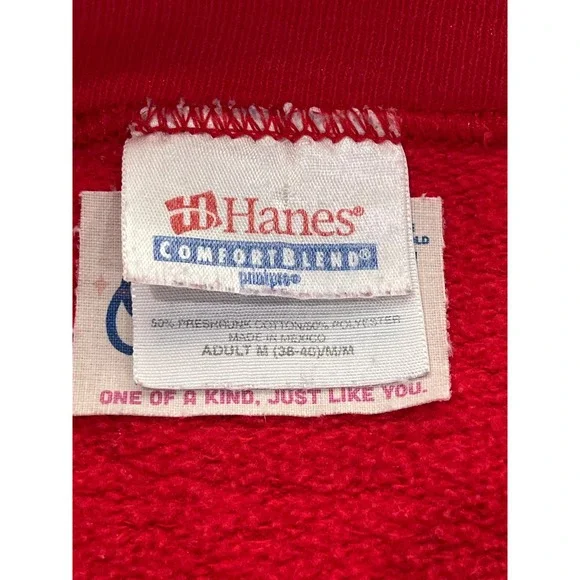 H Hanes®
COMFORTBLEND®
printpro®
50% PRESHRUNK COTTON/50% POLYESTER
MADE IN MEXICO
ADULT M (38-40)/M/M
ONE OF A KIND, JUST LIKE YOU.